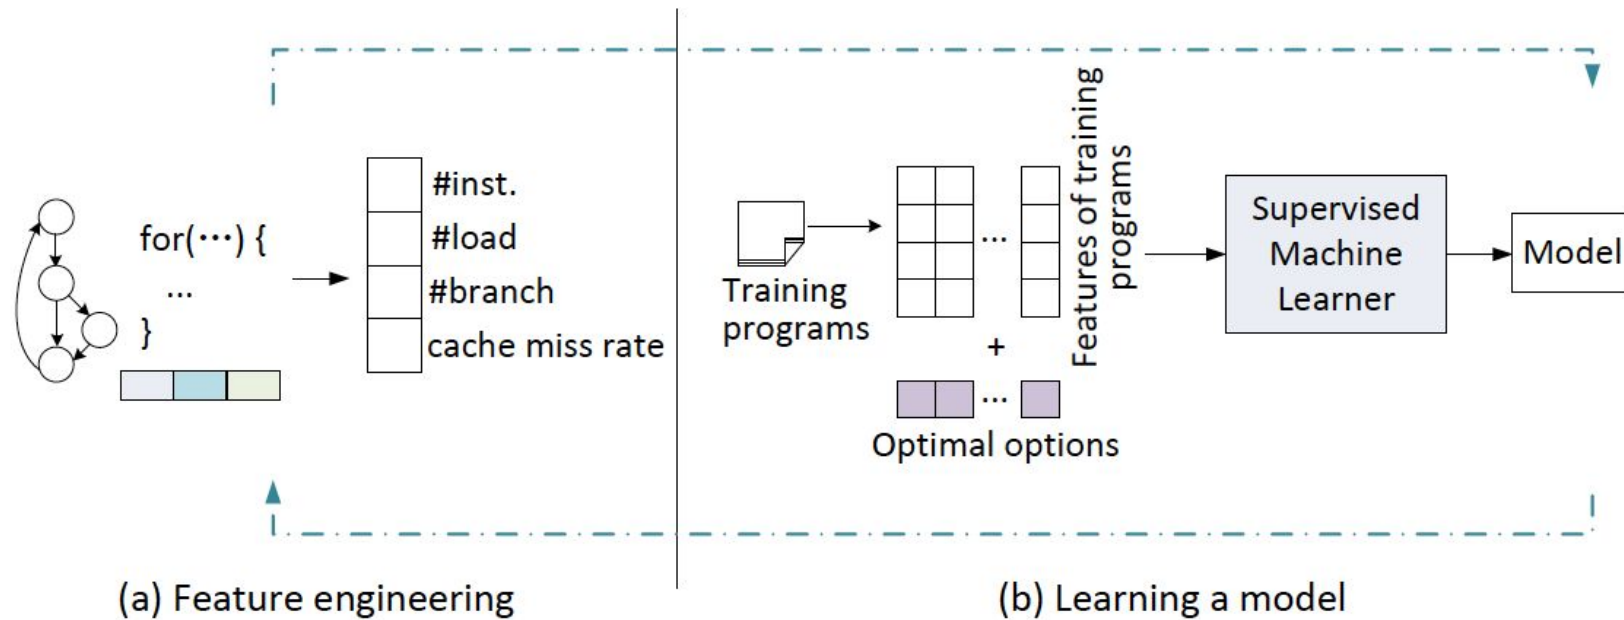 for(⋯) {
...
}
#inst.
#load
#branch
cache miss rate
(a) Feature engineering
Training
programs
...
Features of training
programs
+
...
Optimal options
Supervised
Machine
Learner
Model
(b) Learning a model